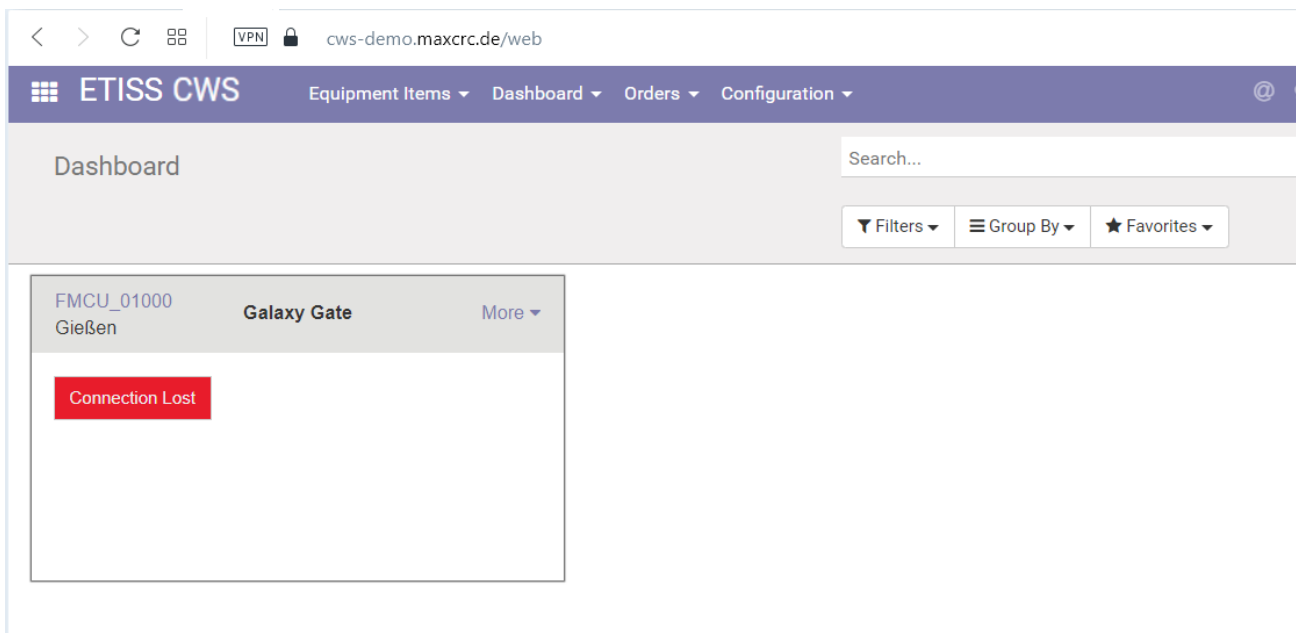 VPN cws-demo.maxcrc.de/web
ETISS CWS Equipment Items Dashboard Orders Configuration @
Dashboard Search...
Filters Group By Favorites
FMCU_01000 Galaxy Gate More
Gießen
Connection Lost